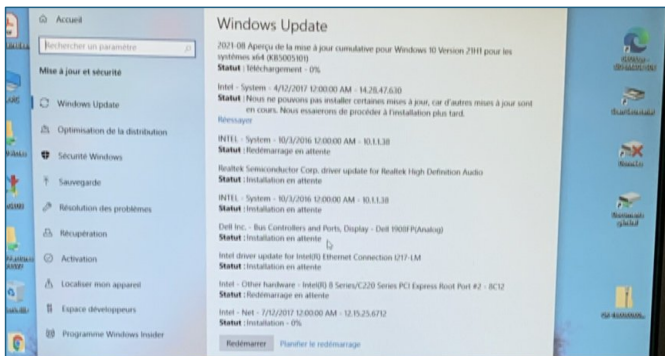 Accueil
Rechercher un paramètre
Mise à jour et sécurité
Windows Update
Optimisation de la distribution
Sécurité Windows
Sauvegarde
Résolution des problèmes
Récupération
Activation
Localiser mon appareil
Espace développeurs
Programme Windows Insider
Windows Update
2021-08 Aperçu de la mise à jour cumulative pour Windows 10 Version 21H1 pour les
systèmes x64 (KB5005101)
Statut : Téléchargement - 0%
Intel - System - 4/12/2017 12:00:00 AM - 14.28.47.630
Statut : Nous ne pouvons pas installer certaines mises à jour, car d'autres mises à jour sont
en cours. Nous essaierons de procéder à l'installation plus tard.
Réessayer
INTEL - System - 10/3/2016 12:00:00 AM - 10.1.1.38
Statut : Redémarrage en attente
Realtek Semiconductor Corp. driver update for Realtek High Definition Audio
Statut : Installation en attente
INTEL - System - 10/3/2016 12:00:00 AM - 10.1.1.38
Statut : Installation en attente
Dell Inc. - Bus Controllers and Ports, Display - Dell 1908FP(Analog)
Statut : Installation en attente
Intel driver update for Intel(R) Ethernet Connection I217-LM
Statut : Installation en attente
Intel - Other hardware - Intel(R) 8 Series/C220 Series PCI Express Root Port #2 - 8C12
Statut : Redémarrage en attente
Intel - Net - 7/12/2017 12:00:00 AM - 12.15.25.6712
Statut : Installation - 0%
Redémarrer Planifier le redémarrage